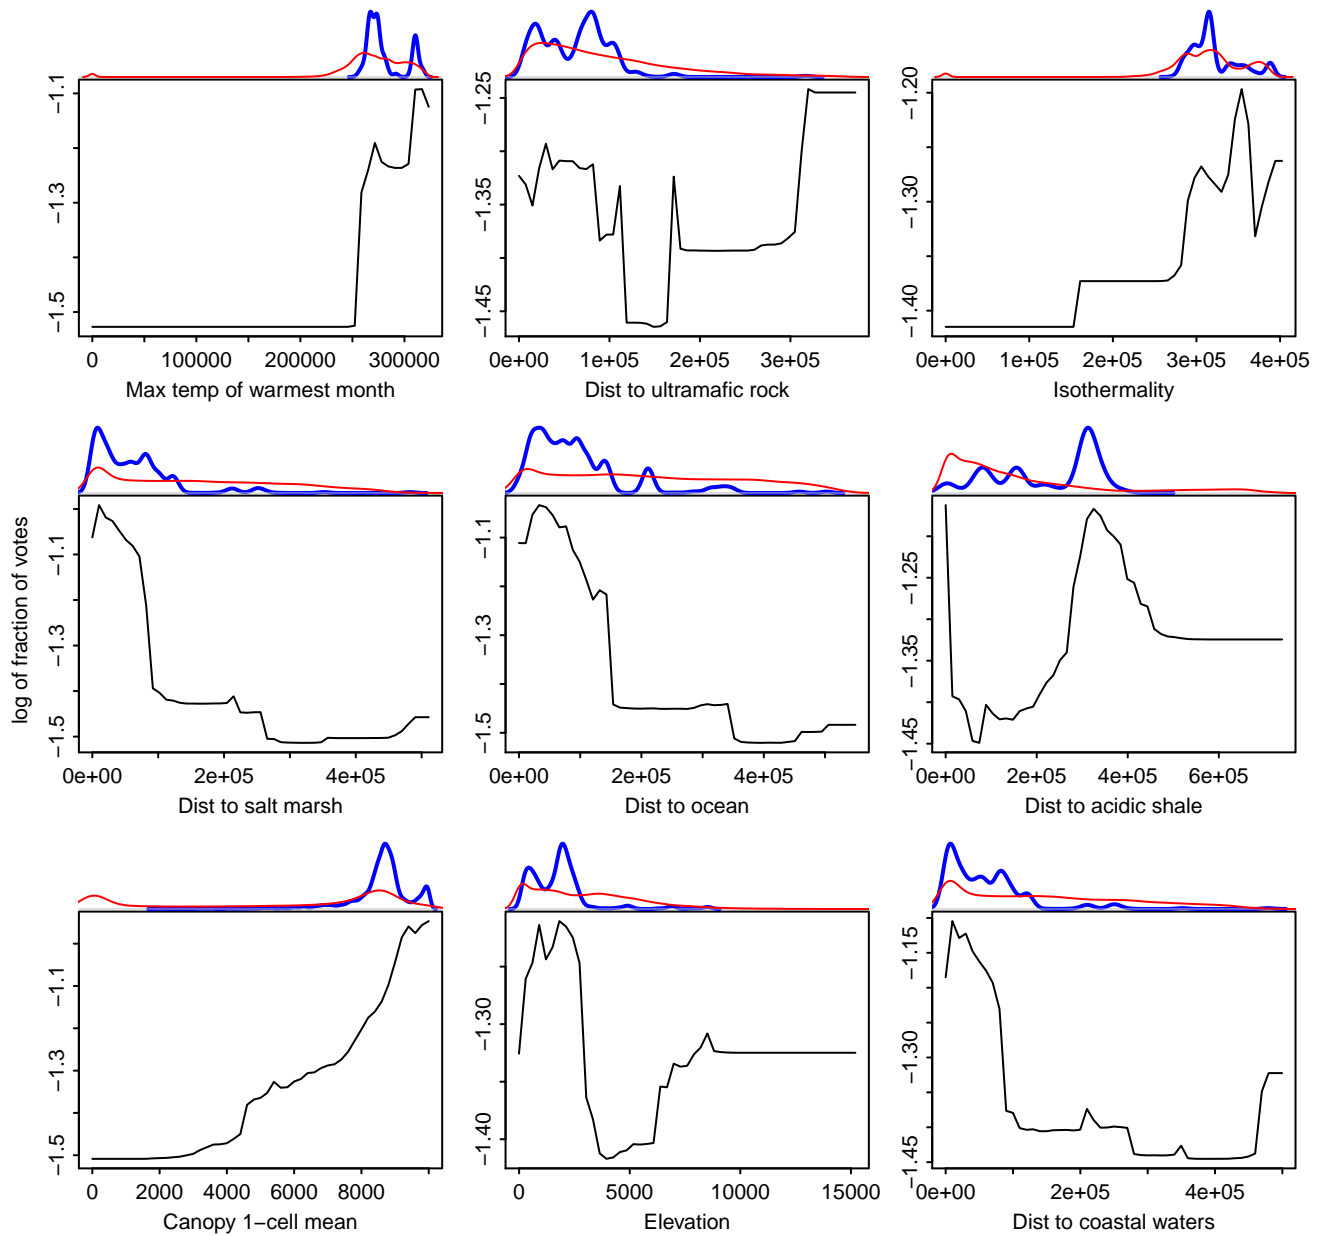 −1.5 −1.3 −1.1
0 100000 200000 300000
Max temp of warmest month
−1.45 −1.35 −1.25
0e+00 1e+05 2e+05 3e+05
Dist to ultramafic rock
−1.40 −1.30 −1.20
0e+00 1e+05 2e+05 3e+05 4e+05
Isothermality
log of fraction of votes
−1.5 −1.3 −1.1
0e+00 2e+05 4e+05
Dist to salt marsh
−1.5 −1.3 −1.1
0e+00 2e+05 4e+05
Dist to ocean
−1.45 −1.35 −1.25
0e+00 2e+05 4e+05 6e+05
Dist to acidic shale
−1.5 −1.3 −1.1
0 2000 4000 6000 8000
Canopy 1−cell mean
−1.40 −1.30
0 5000 10000 15000
Elevation
−1.45 −1.30 −1.15
0e+00 2e+05 4e+05
Dist to coastal waters